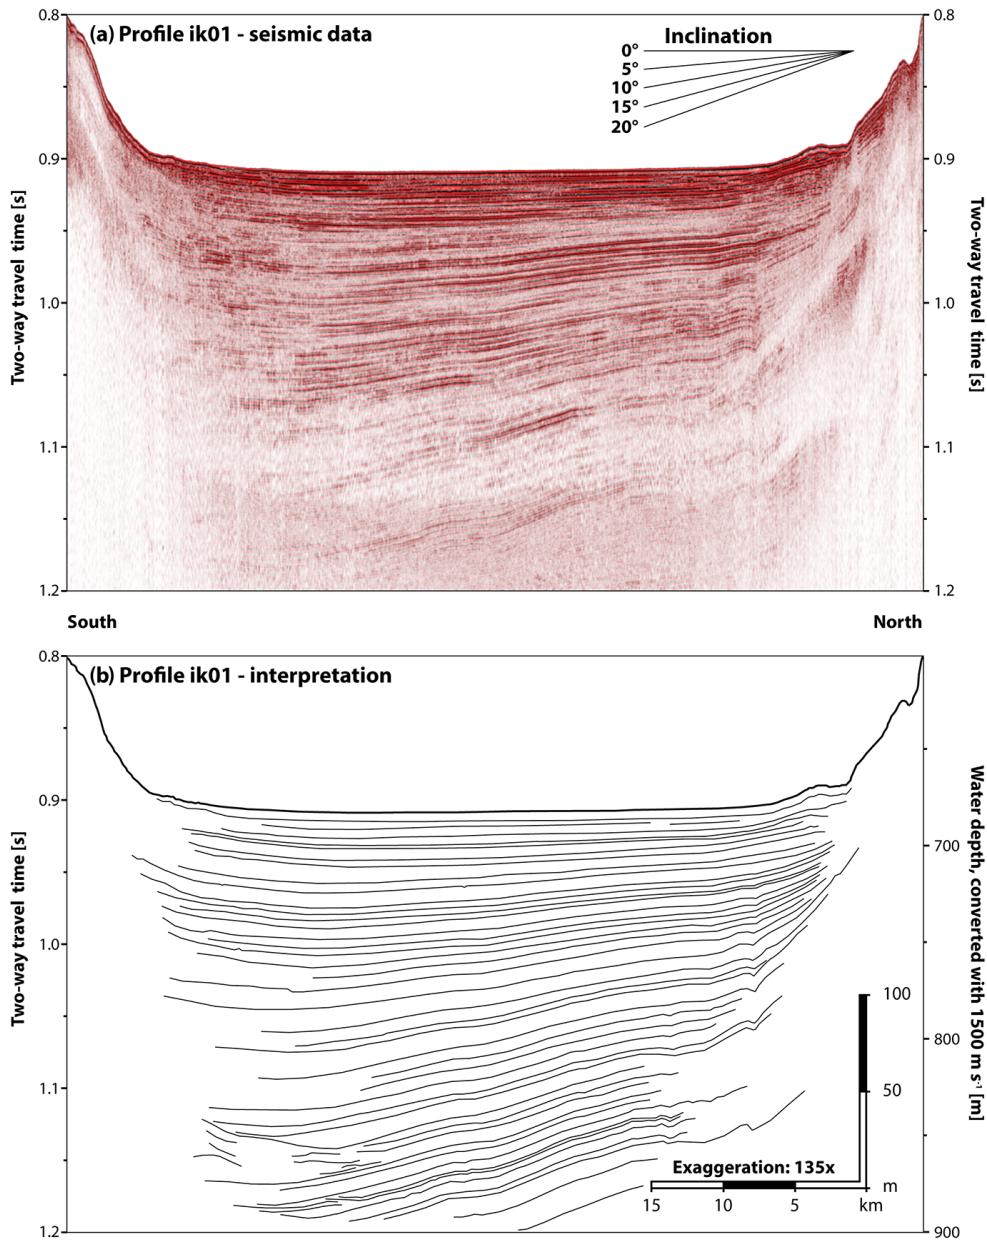 (a) Profile ik01 - seismic data
Inclination
0°
5°
10°
15°
20°
0.8
0.9
1.0
1.1
1.2
Two-way travel time [s]
0.8
0.9
1.0
1.1
1.2
Two-way travel time [s]
South
North
(b) Profile ik01 - interpretation
0.8
0.9
1.0
1.1
1.2
Two-way travel time [s]
700
800
900
Water depth, converted with 1500 m s⁻¹ [m]
100
50
m
Exaggeration: 135x
15 10 5 km